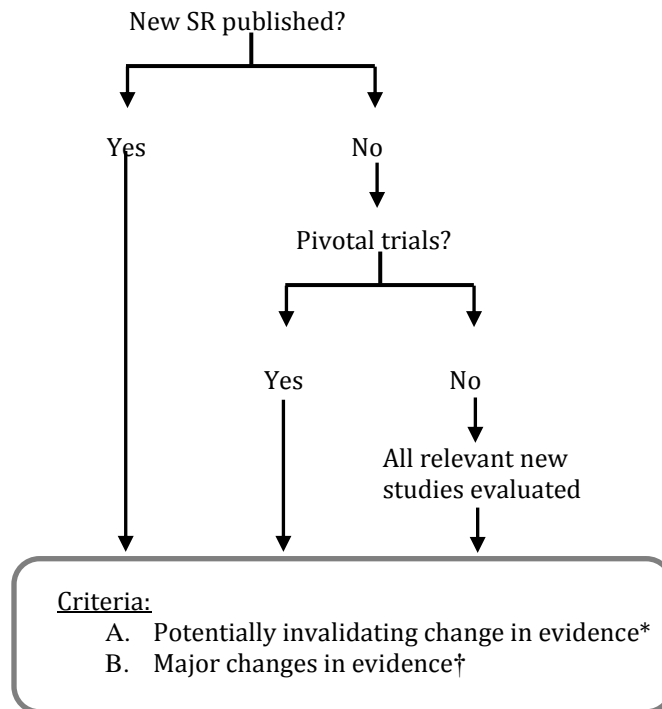 New SR published?
Yes
No
Pivotal trials?
Yes
No
All relevant new
studies evaluated
Criteria:
A. Potentially invalidating change in evidence*
B. Major changes in evidence†